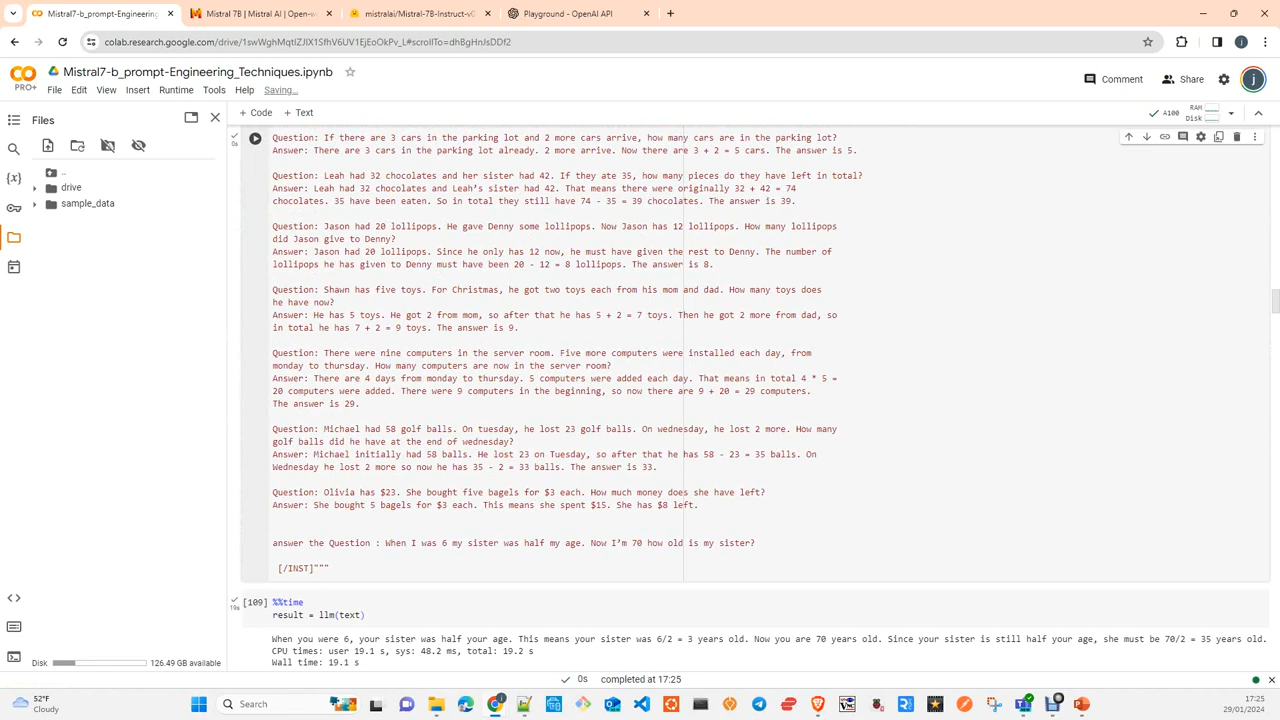 Mistral7-b_prompt-Engineering
Mistral 7B | Mistral AI | Open-w
mistralai/Mistral-7B-Instruct-v0
Playground - OpenAI API
colab.research.google.com/drive/1swWghMqtlZJlX1SfhV6UV1EjEoOkPv_L#scrollTo=dhBgHnJsDDf2
PRO+
Mistral7-b_prompt-Engineering_Techniques.ipynb
Comment
Share
j
File Edit View Insert Runtime Tools Help Saving...
Files
+ Code + Text
A100
RAM
Disk
..
drive
sample_data
0s
Question: If there are 3 cars in the parking lot and 2 more cars arrive, how many cars are in the parking lot?
Answer: There are 3 cars in the parking lot already. 2 more arrive. Now there are 3 + 2 = 5 cars. The answer is 5.
Question: Leah had 32 chocolates and her sister had 42. If they ate 35, how many pieces do they have left in total?
Answer: Leah had 32 chocolates and Leah's sister had 42. That means there were originally 32 + 42 = 74
chocolates. 35 have been eaten. So in total they still have 74 - 35 = 39 chocolates. The answer is 39.
Question: Jason had 20 lollipops. He gave Denny some lollipops. Now Jason has 12 lollipops. How many lollipops
did Jason give to Denny?
Answer: Jason had 20 lollipops. Since he only has 12 now, he must have given the rest to Denny. The number of
lollipops he has given to Denny must have been 20 - 12 = 8 lollipops. The answer is 8.
Question: Shawn has five toys. For Christmas, he got two toys each from his mom and dad. How many toys does
he have now?
Answer: He has 5 toys. He got 2 from mom, so after that he has 5 + 2 = 7 toys. Then he got 2 more from dad, so
in total he has 7 + 2 = 9 toys. The answer is 9.
Question: There were nine computers in the server room. Five more computers were installed each day, from
monday to thursday. How many computers are now in the server room?
Answer: There are 4 days from monday to thursday. 5 computers were added each day. That means in total 4 * 5 =
20 computers were added. There were 9 computers in the beginning, so now there are 9 + 20 = 29 computers.
The answer is 29.
Question: Michael had 58 golf balls. On tuesday, he lost 23 golf balls. On wednesday, he lost 2 more. How many
golf balls did he have at the end of wednesday?
Answer: Michael initially had 58 balls. He lost 23 on Tuesday, so after that he has 58 - 23 = 35 balls. On
Wednesday he lost 2 more so now he has 35 - 2 = 33 balls. The answer is 33.
Question: Olivia has $23. She bought five bagels for $3 each. How much money does she have left?
Answer: She bought 5 bagels for $3 each. This means she spent $15. She has $8 left.
answer the Question : When I was 6 my sister was half my age. Now I'm 70 how old is my sister?
[/INST]"""
19s
[109] %%time
result = llm(text)
When you were 6, your sister was half your age. This means your sister was 6/2 = 3 years old. Now you are 70 years old. Since your sister is still half your age, she must be 70/2 = 35 years old.
CPU times: user 19.1 s, sys: 48.2 ms, total: 19.2 s
Wall time: 19.1 s
Disk 126.49 GB available
0s completed at 17:25
52°F
Cloudy
Search
17:25
29/01/2024